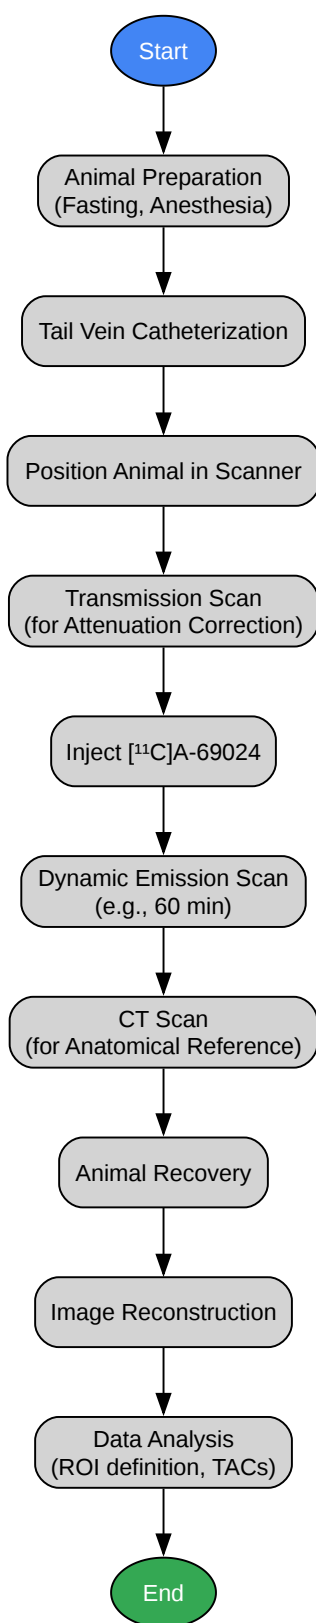 Start
Animal Preparation
(Fasting, Anesthesia)
Tail Vein Catheterization
Position Animal in Scanner
Transmission Scan
(for Attenuation Correction)
Inject [¹¹C]A-69024
Dynamic Emission Scan
(e.g., 60 min)
CT Scan
(for Anatomical Reference)
Animal Recovery
Image Reconstruction
Data Analysis
(ROI definition, TACs)
End